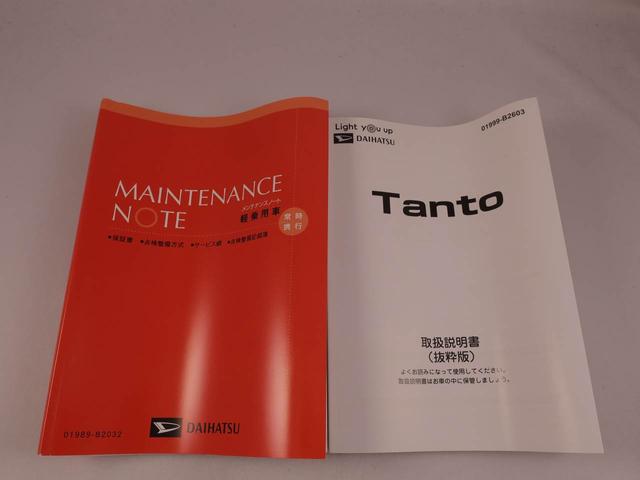 MAINTENANCE
NOTE
メンテナンスノート
軽乗用車
常時
携行
●保証書 ●点検整備方式 ●サービス網 ●点検整備記録簿
01989-B2032
DAIHATSU
Light you up
DAIHATSU
01999-B2603
Tanto
取扱説明書
(抜粋版)
よくお読みになって使用してください。
取扱説明書はお車の中に保管しましょう。